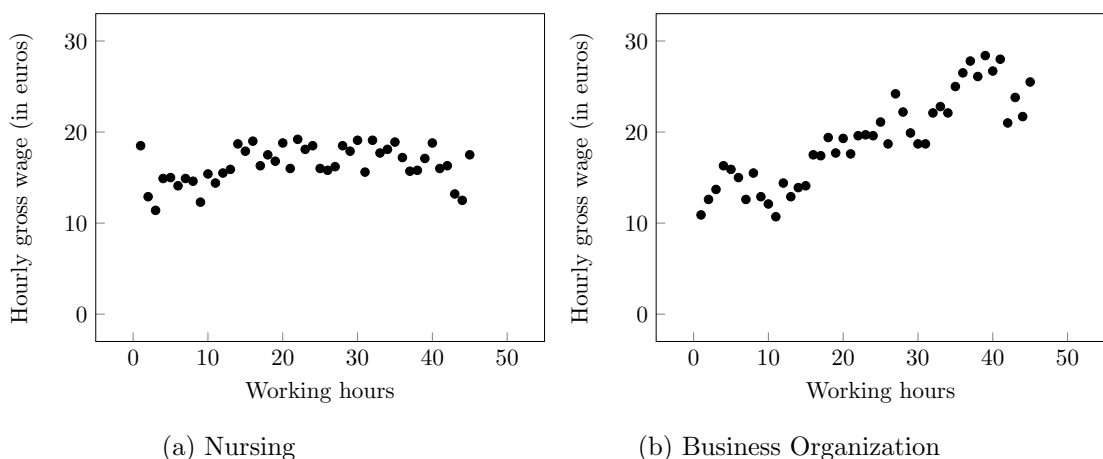 30
20
10
0
Hourly gross wage (in euros)
0 10 20 30 40 50
Working hours
(a) Nursing
30
20
10
0
Hourly gross wage (in euros)
0 10 20 30 40 50
Working hours
(b) Business Organization